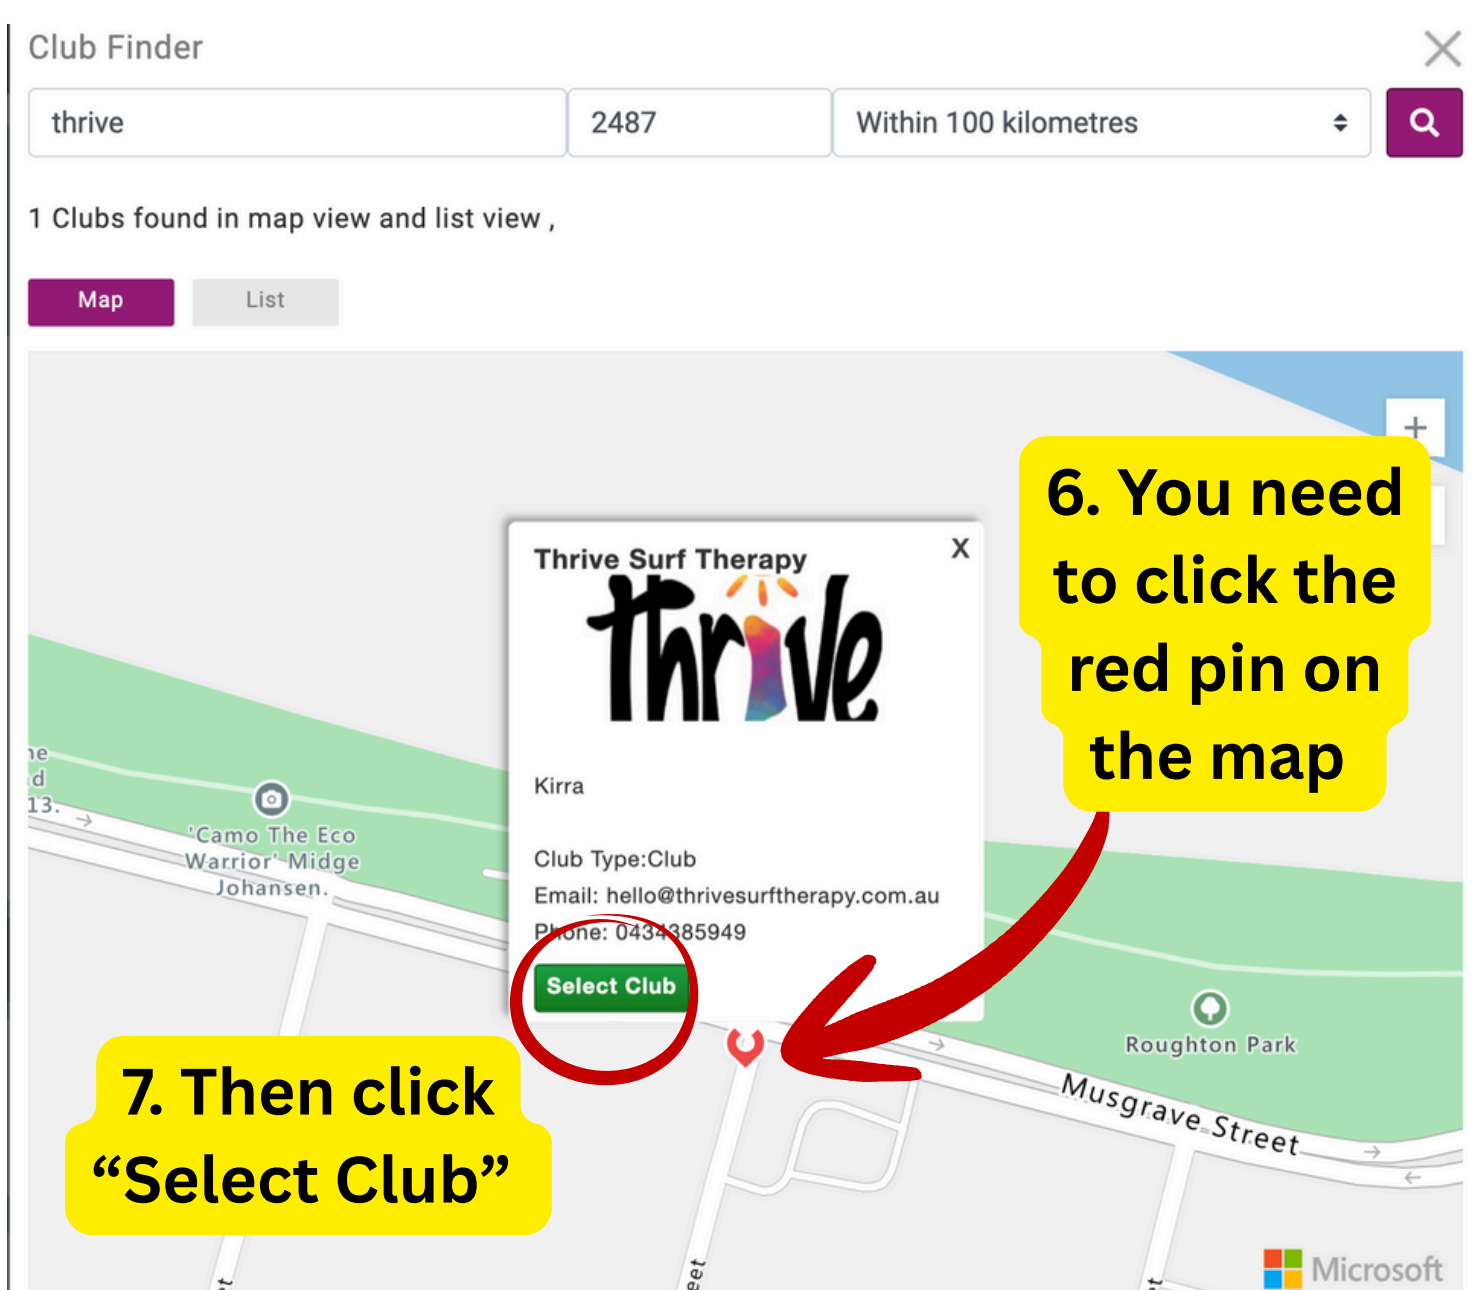 Club Finder
thrive
2487
Within 100 kilometres
1 Clubs found in map view and list view ,
Map
List
+
6. You need
to click the
red pin on
the map
Thrive Surf Therapy
X
thrive
Kirra
Club Type:Club
Email: hello@thrivesurftherapy.com.au
Phone: 0434385949
Select Club
13.
'Camo The Eco
Warrior' Midge
Johansen.
Roughton Park
Musgrave Street
7. Then click
“Select Club”
Microsoft